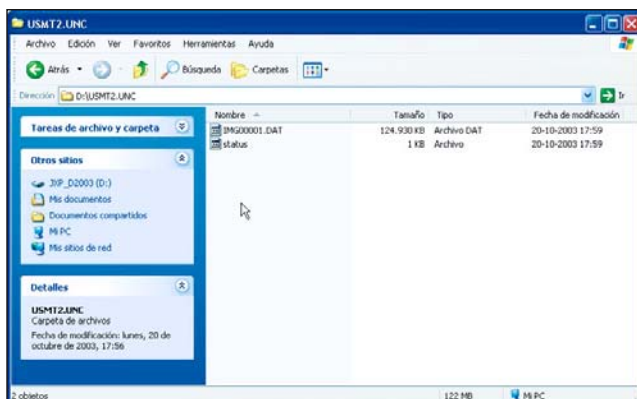 USMT2.UNC
Archivo Edición Ver Favoritos Herramientas Ayuda
Atrás Búsqueda Carpetas
Dirección D:\USMT2.UNC Ir
Nombre Tamaño Tipo Fecha de modificación
IMG00001.DAT 124.930 KB Archivo DAT 20-10-2003 17:59
status 1 KB Archivo 20-10-2003 17:59
Tareas de archivo y carpeta
Otros sitios
JXP_D2003 (D:)
Mis documentos
Documentos compartidos
Mi PC
Mis sitios de red
Detalles
USMT2.UNC
Carpeta de archivos
Fecha de modificación: lunes, 20 de
octubre de 2003, 17:56
2 objetos 122 MB Mi PC